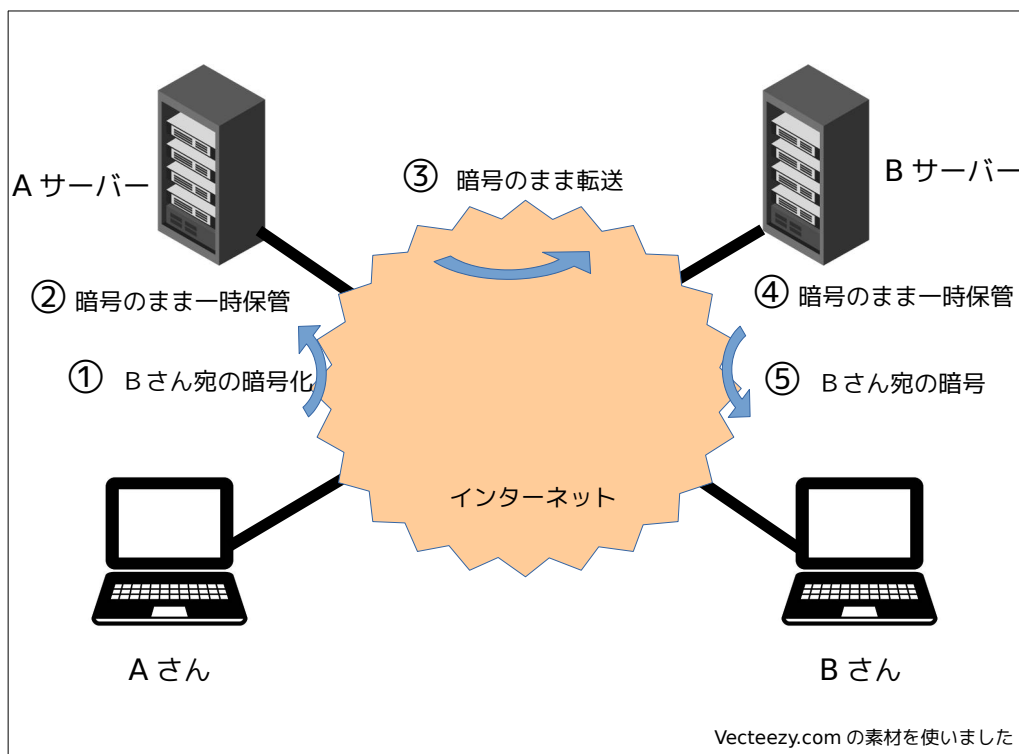 ③ 暗号のまま転送
A サーバー
B サーバー
② 暗号のまま一時保管
④ 暗号のまま一時保管
① Ｂさん宛の暗号化
⑤ Ｂさん宛の暗号
インターネット
A さん
B さん
Vecteezy.com の素材を使いました